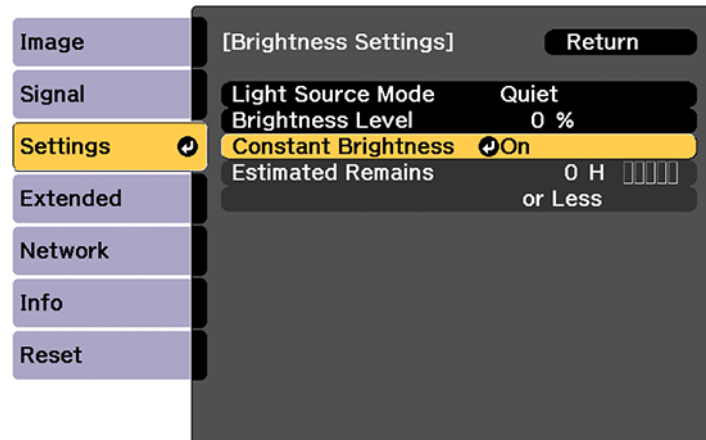 Image
Signal
Settings
Extended
Network
Info
Reset
[Brightness Settings] Return
Light Source Mode Quiet
Brightness Level 0 %
Constant Brightness On
Estimated Remains 0 H
or Less